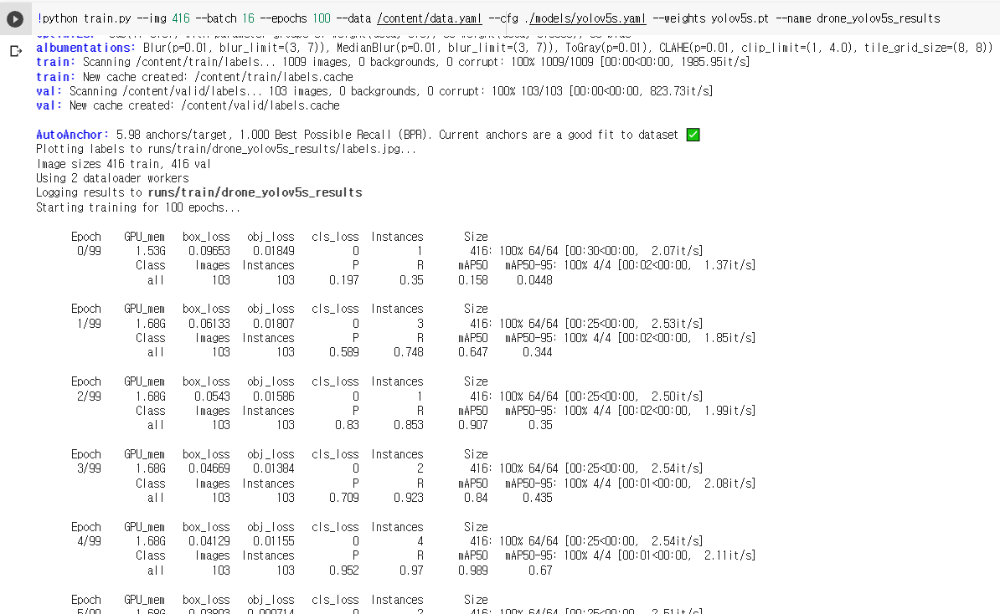 !python train.py --img 416 --batch 16 --epochs 100 --data /content/data.yaml --cfg ./models/yolov5s.yaml --weights yolov5s.pt --name drone_yolov5s_results
albumentations: Blur(p=0.01, blur_limit=(3, 7)), MedianBlur(p=0.01, blur_limit=(3, 7)), ToGray(p=0.01), CLAHE(p=0.01, clip_limit=(1, 4.0), tile_grid_size=(8, 8))
train: Scanning /content/train/labels... 1009 images, 0 backgrounds, 0 corrupt: 100% 1009/1009 [00:00<00:00, 1985.95it/s]
train: New cache created: /content/train/labels.cache
val: Scanning /content/valid/labels... 103 images, 0 backgrounds, 0 corrupt: 100% 103/103 [00:00<00:00, 823.73it/s]
val: New cache created: /content/valid/labels.cache
AutoAnchor: 5.98 anchors/target, 1.000 Best Possible Recall (BPR). Current anchors are a good fit to dataset ✅
Plotting labels to runs/train/drone_yolov5s_results/labels.jpg...
Image sizes 416 train, 416 val
Using 2 dataloader workers
Logging results to runs/train/drone_yolov5s_results
Starting training for 100 epochs...
Epoch GPU_mem box_loss obj_loss cls_loss Instances Size
0/99 1.53G 0.09653 0.01849 0 1 416: 100% 64/64 [00:30<00:00, 2.07it/s]
Class Images Instances P R mAP50 mAP50-95: 100% 4/4 [00:02<00:00, 1.37it/s]
all 103 103 0.197 0.35 0.158 0.0448
Epoch GPU_mem box_loss obj_loss cls_loss Instances Size
1/99 1.68G 0.06133 0.01807 0 3 416: 100% 64/64 [00:25<00:00, 2.53it/s]
Class Images Instances P R mAP50 mAP50-95: 100% 4/4 [00:02<00:00, 1.85it/s]
all 103 103 0.589 0.748 0.647 0.344
Epoch GPU_mem box_loss obj_loss cls_loss Instances Size
2/99 1.68G 0.0543 0.01586 0 1 416: 100% 64/64 [00:25<00:00, 2.50it/s]
Class Images Instances P R mAP50 mAP50-95: 100% 4/4 [00:02<00:00, 1.99it/s]
all 103 103 0.83 0.853 0.907 0.35
Epoch GPU_mem box_loss obj_loss cls_loss Instances Size
3/99 1.68G 0.04669 0.01384 0 2 416: 100% 64/64 [00:25<00:00, 2.54it/s]
Class Images Instances P R mAP50 mAP50-95: 100% 4/4 [00:01<00:00, 2.08it/s]
all 103 103 0.709 0.923 0.84 0.435
Epoch GPU_mem box_loss obj_loss cls_loss Instances Size
4/99 1.68G 0.04129 0.01155 0 4 416: 100% 64/64 [00:25<00:00, 2.54it/s]
Class Images Instances P R mAP50 mAP50-95: 100% 4/4 [00:01<00:00, 2.11it/s]
all 103 103 0.952 0.97 0.989 0.67
Epoch GPU_mem box_loss obj_loss cls_loss Instances Size